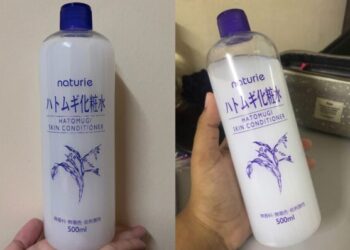 naturie
ハトムギ化粧水
HATOMUGI
SKIN CONDITIONER
500ml
naturie
ハトムギ化粧水
HATOMUGI
SKIN CONDITIONER
500ml